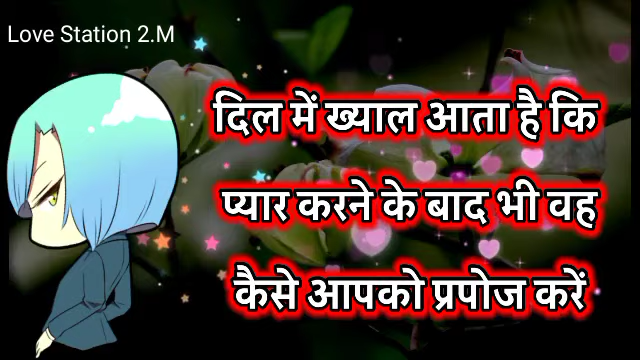 Love Station 2.M
दिल में ख्याल आता है कि
प्यार करने के बाद भी वह
कैसे आपको प्रपोज करें